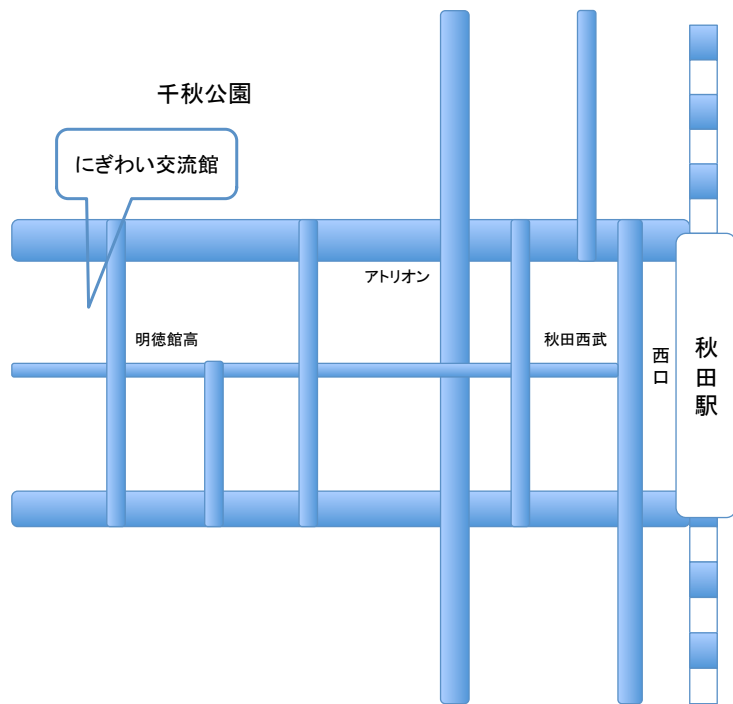 千秋公園
にぎわい交流館
アトリオン
明徳館高
秋田西武
西口
秋田駅